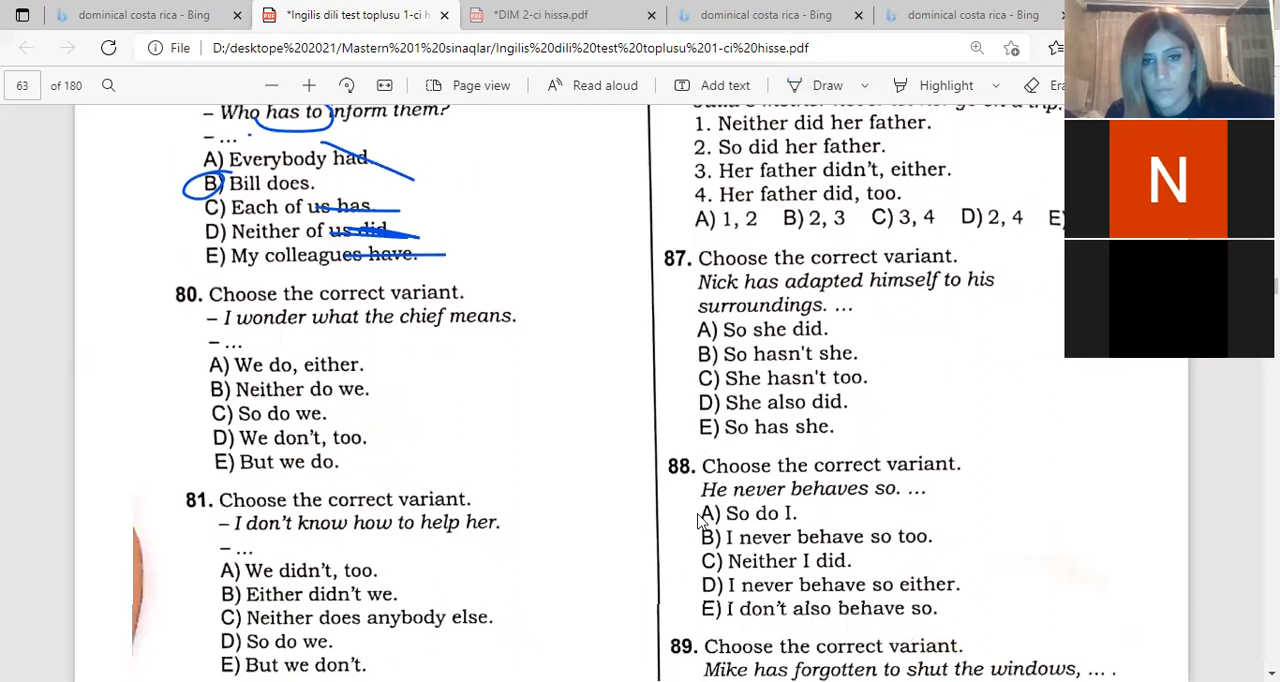 dominical costa rica - Bing
*Ingilis dili test toplusu 1-ci h
*DIM 2-ci hissə.pdf
dominical costa rica - Bing
dominical costa rica - Bing
File
D:/desktope%202021/Mastern%201%20sinaqlar/Ingilis%20dili%20test%20toplusu%201-ci%20hisse.pdf
63
of 180
Page view
Read aloud
Add text
Draw
Highlight
Era
– Who has to inform them?
– ...
A) Everybody had.
B) Bill does.
C) Each of us has.
D) Neither of us did.
E) My colleagues have.
80. Choose the correct variant.
– I wonder what the chief means.
– ...
A) We do, either.
B) Neither do we.
C) So do we.
D) We don't, too.
E) But we do.
81. Choose the correct variant.
– I don't know how to help her.
– ...
A) We didn't, too.
B) Either didn't we.
C) Neither does anybody else.
D) So do we.
E) But we don't.
1. Neither did her father.
2. So did her father.
3. Her father didn't, either.
4. Her father did, too.
A) 1, 2 B) 2, 3 C) 3, 4 D) 2, 4 E)
87. Choose the correct variant.
Nick has adapted himself to his
surroundings. ...
A) So she did.
B) So hasn't she.
C) She hasn't too.
D) She also did.
E) So has she.
88. Choose the correct variant.
He never behaves so. ...
A) So do I.
B) I never behave so too.
C) Neither I did.
D) I never behave so either.
E) I don't also behave so.
89. Choose the correct variant.
Mike has forgotten to shut the windows, ... .
N